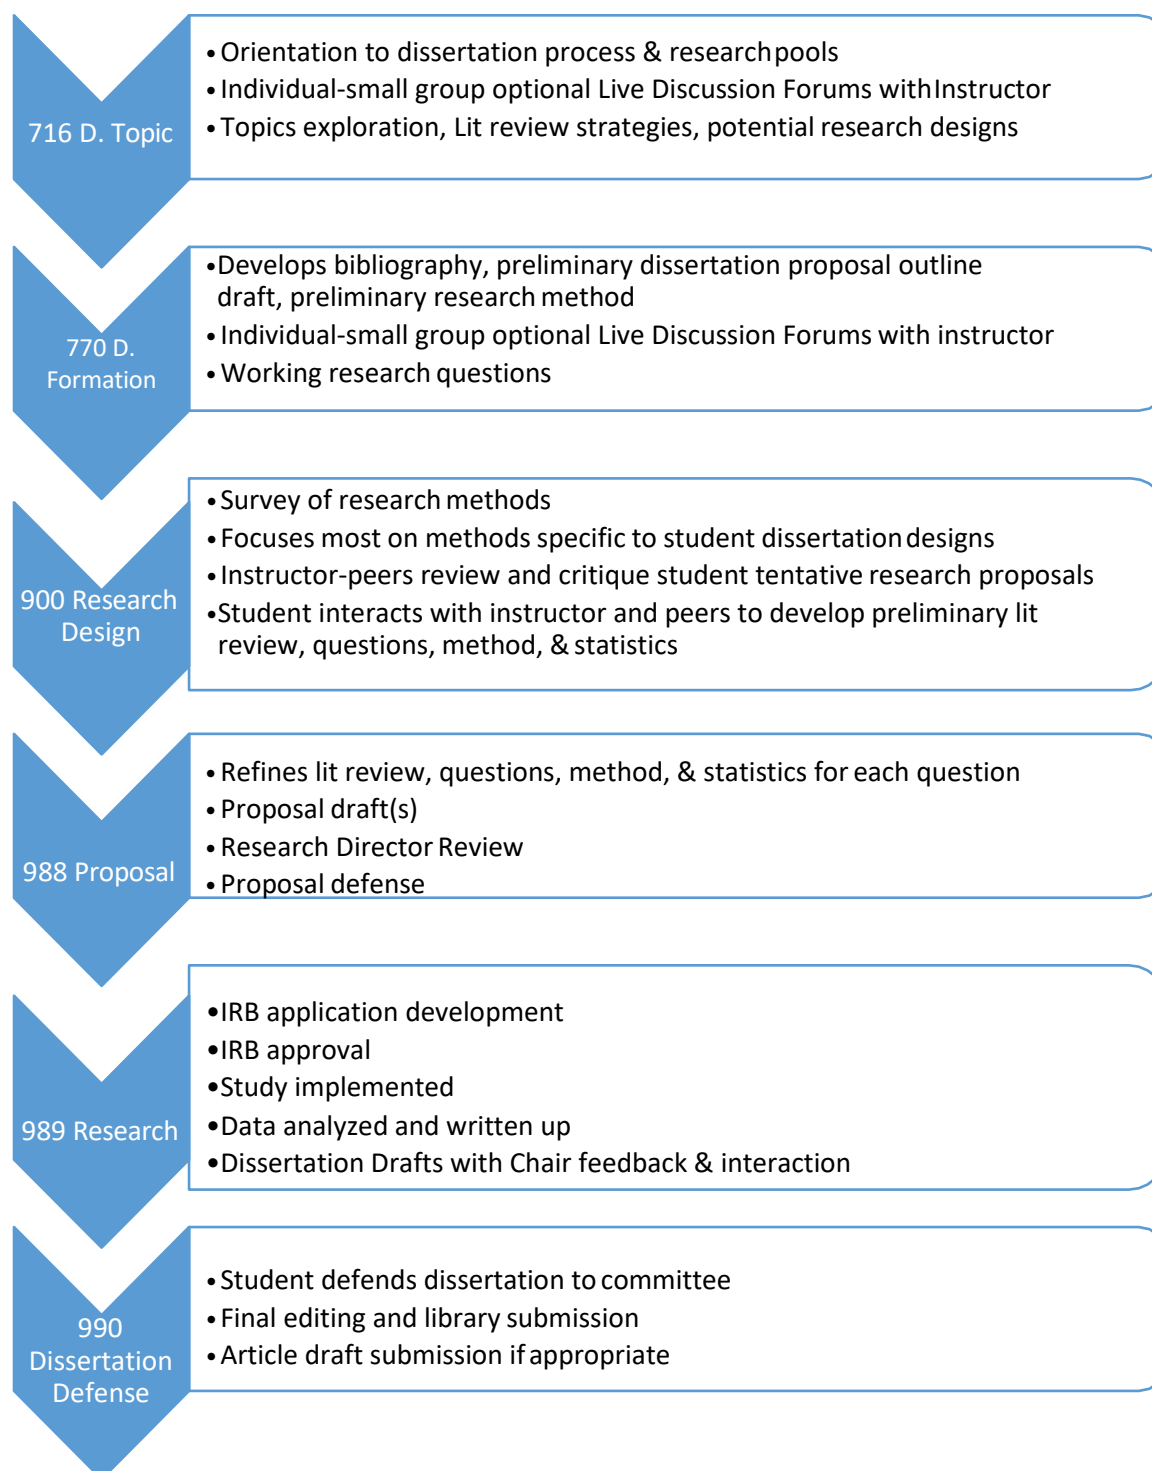 716 D. Topic
•Orientation to dissertation process & research pools
•Individual-small group optional Live Discussion Forums with Instructor
•Topics exploration, Lit review strategies, potential research designs
770 D.
Formation
•Develops bibliography, preliminary dissertation proposal outline
draft, preliminary research method
•Individual-small group optional Live Discussion Forums with instructor
•Working research questions
900 Research
Design
•Survey of research methods
•Focuses most on methods specific to student dissertation designs
•Instructor-peers review and critique student tentative research proposals
•Student interacts with instructor and peers to develop preliminary lit
review, questions, method, & statistics
988 Proposal
•Refines lit review, questions, method, & statistics for each question
•Proposal draft(s)
•Research Director Review
•Proposal defense
989 Research
•IRB application development
•IRB approval
•Study implemented
•Data analyzed and written up
•Dissertation Drafts with Chair feedback & interaction
990
Dissertation
Defense
•Student defends dissertation to committee
•Final editing and library submission
•Article draft submission if appropriate